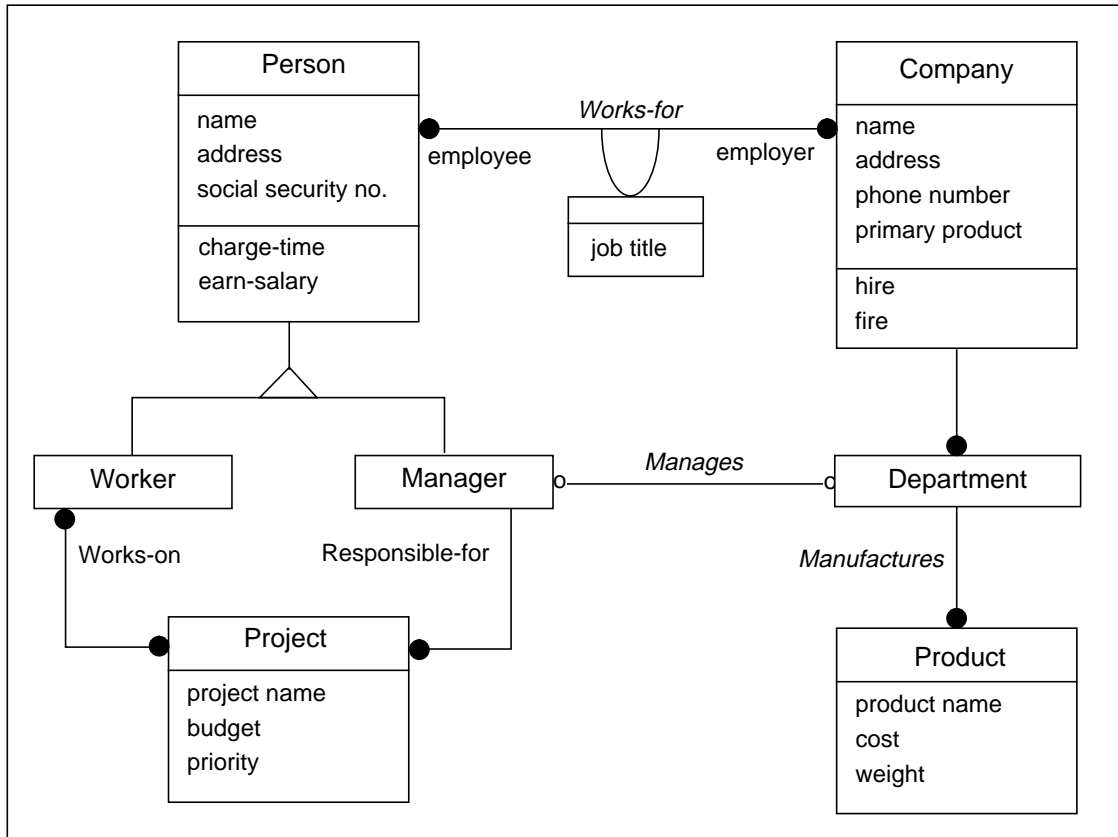 Person
name
address
social security no.
charge-time
earn-salary
Works-for
employee
employer
job title
Company
name
address
phone number
primary product
hire
fire
Worker
Manager
Manages
Department
Works-on
Responsible-for
Manufactures
Project
project name
budget
priority
Product
product name
cost
weight